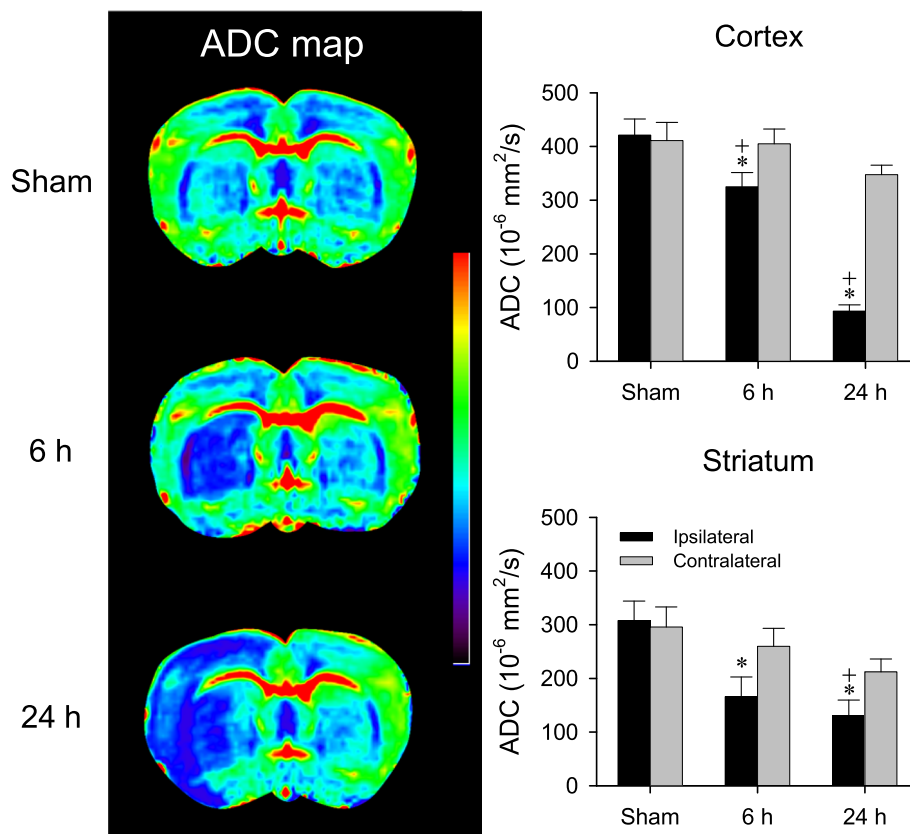 ADC map
Sham
6 h
24 h
Cortex
ADC (10⁻⁶ mm²/s)
500
400
300
200
100
0
+
*
+
*
Sham 6 h 24 h
Striatum
ADC (10⁻⁶ mm²/s)
500
400
300
200
100
0
Ipsilateral
Contralateral
*
+
*
Sham 6 h 24 h